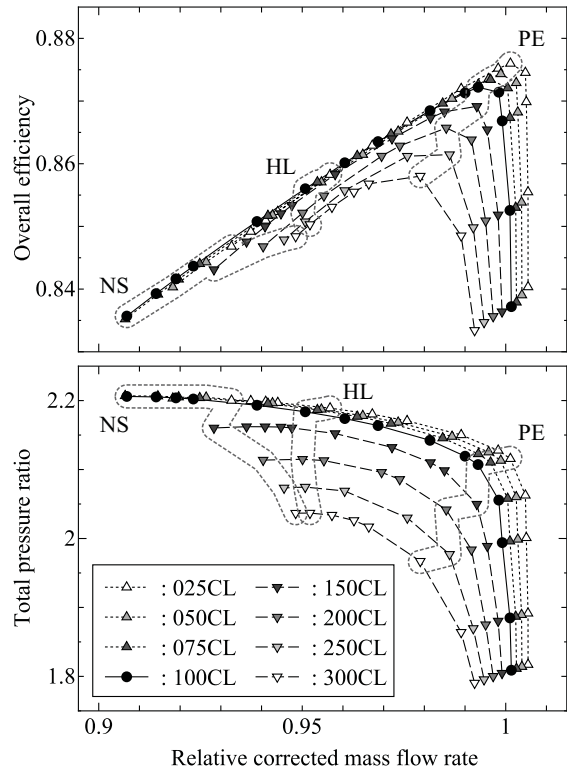 0.88
PE
Overall efficiency
0.86
HL
0.84
NS
2.2
HL
NS
PE
Total pressure ratio
2
: 025CL
: 150CL
: 050CL
: 200CL
: 075CL
: 250CL
: 100CL
: 300CL
1.8
0.9
0.95
1
Relative corrected mass flow rate